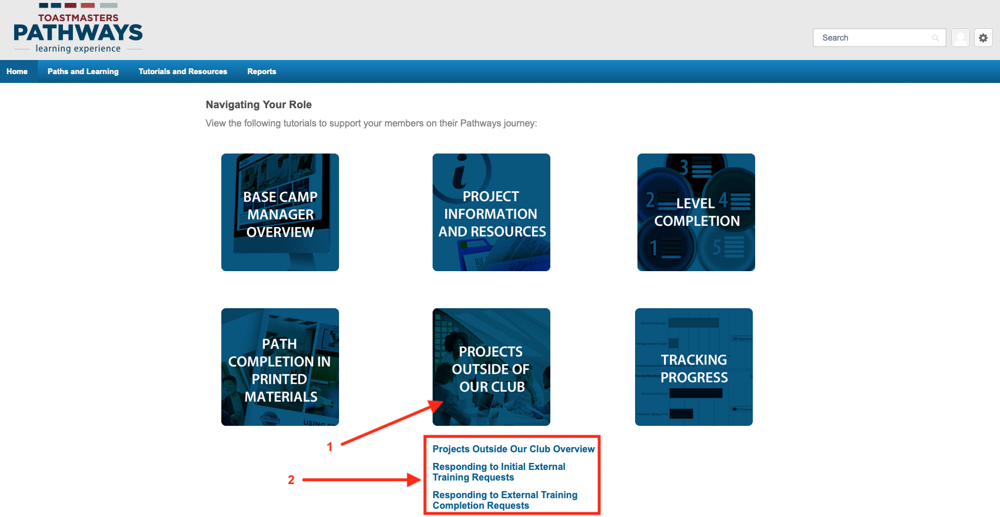 TOASTMASTERS
PATHWAYS
learning experience
Search
Home
Paths and Learning
Tutorials and Resources
Reports
Navigating Your Role
View the following tutorials to support your members on their Pathways journey:
BASE CAMP
MANAGER
OVERVIEW
i
PROJECT
INFORMATION
AND RESOURCES
3
2
4
LEVEL
COMPLETION
1
5
PATH
COMPLETION IN
PRINTED
MATERIALS
PROJECTS
OUTSIDE OF
OUR CLUB
TRACKING
PROGRESS
1
Projects Outside Our Club Overview
2
Responding to Initial External
Training Requests
Responding to External Training
Completion Requests